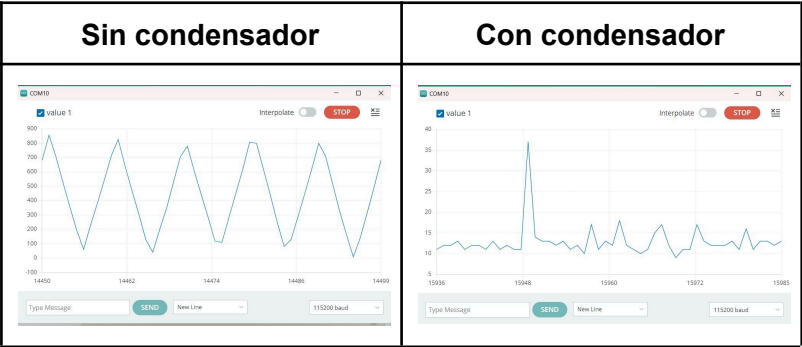 Sin condensador
Con condensador
COM10
value 1
Interpolate
STOP
900
800
700
600
500
400
300
200
100
0
-100
14450
14462
14474
14486
14499
Type Message
SEND
New Line
115200 baud
COM10
value 1
Interpolate
STOP
40
35
30
25
20
15
10
5
15936
15948
15960
15972
15985
Type Message
SEND
New Line
115200 baud